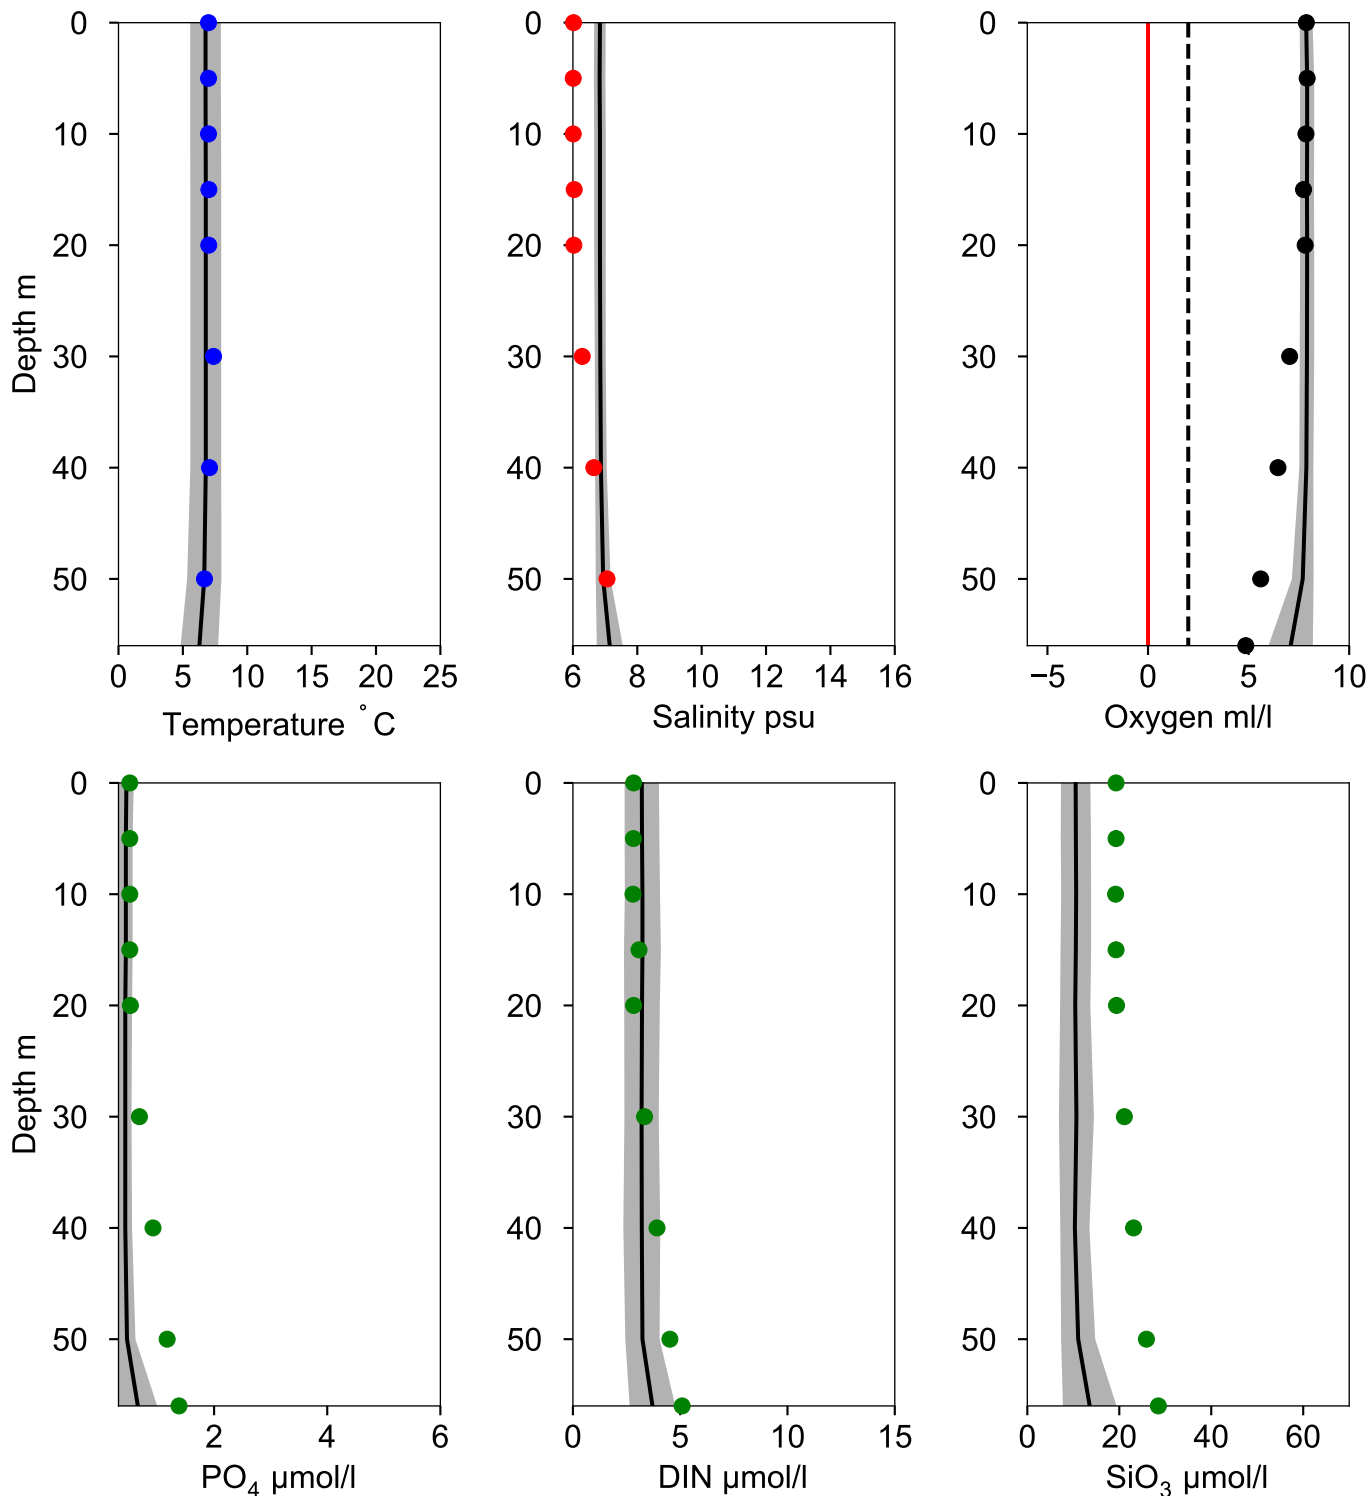 0
10
20
30
40
50
Depth m
0 5 10 15 20 25
Temperature °C
0
10
20
30
40
50
6 8 10 12 14 16
Salinity psu
0
10
20
30
40
50
−5 0 5 10
Oxygen ml/l
0
10
20
30
40
50
Depth m
2 4 6
PO₄ µmol/l
0
10
20
30
40
50
0 5 10 15
DIN µmol/l
0
10
20
30
40
50
0 20 40 60
SiO₃ µmol/l